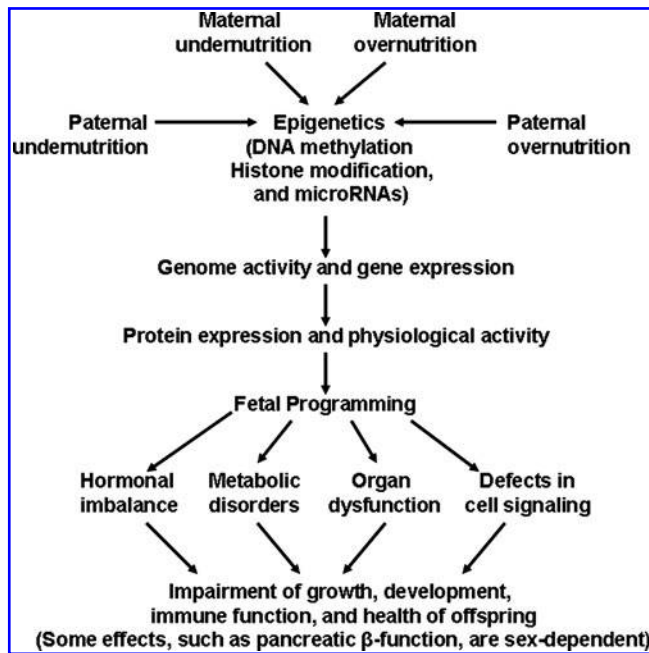 Maternal undernutrition
Maternal overnutrition
Paternal undernutrition
Epigenetics
(DNA methylation
Histone modification,
and microRNAs)
Paternal overnutrition
Genome activity and gene expression
Protein expression and physiological activity
Fetal Programming
Hormonal imbalance
Metabolic disorders
Organ dysfunction
Defects in cell signaling
Impairment of growth, development,
immune function, and health of offspring
(Some effects, such as pancreatic β-function, are sex-dependent)